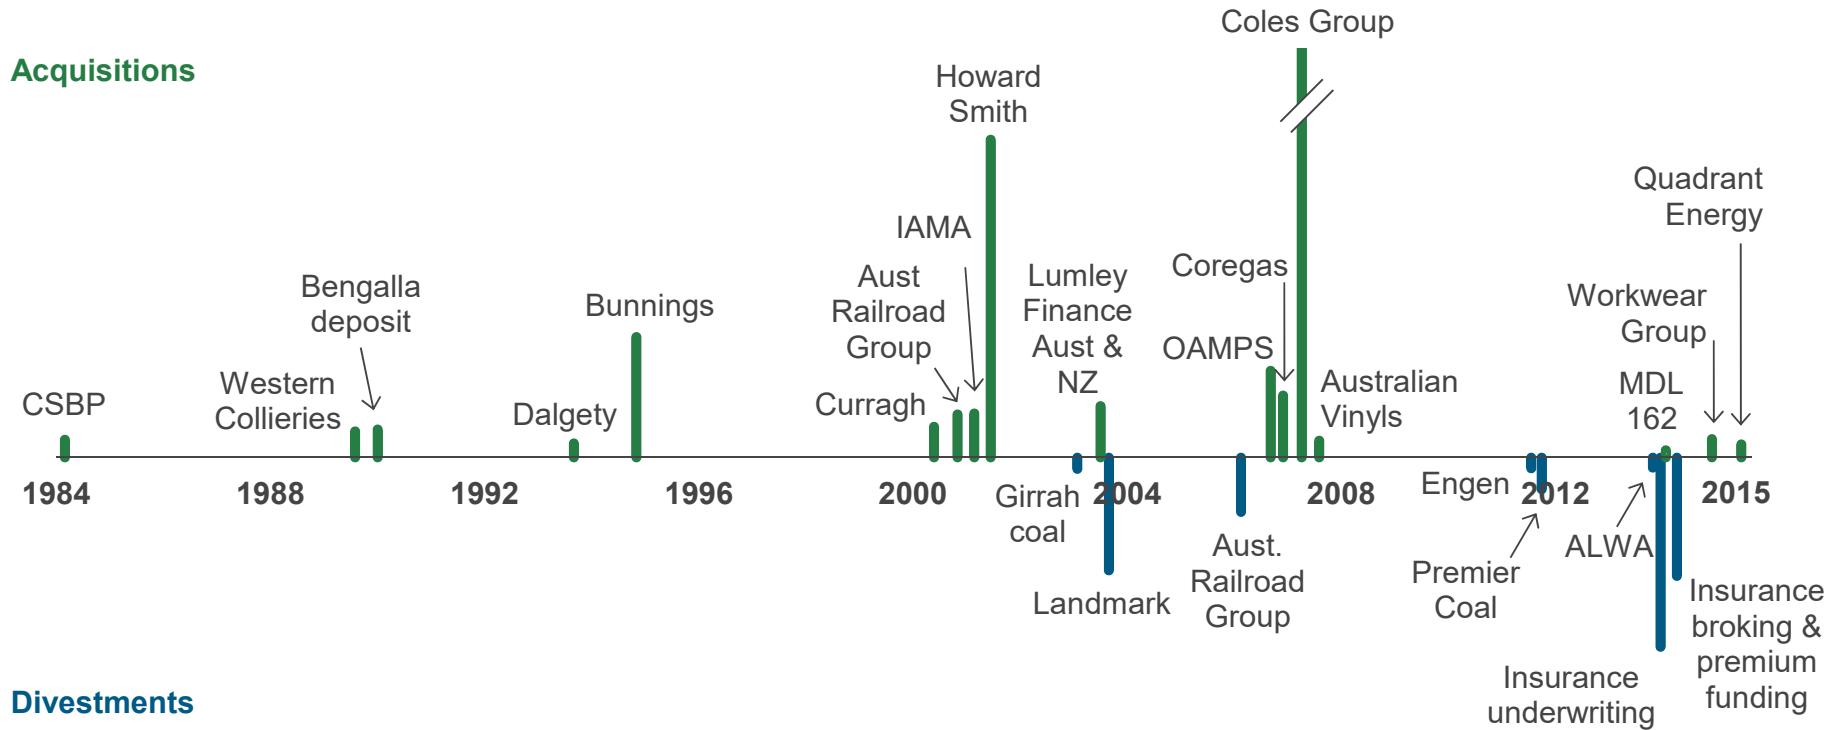 Acquisitions
CSBP
Western
Collieries
Bengalla
deposit
Dalgety
Bunnings
Curragh
Aust
Railroad
Group
IAMA
Howard
Smith
Lumley
Finance
Aust &
NZ
OAMPS
Coregas
Coles Group
Australian
Vinyls
MDL
162
Workwear
Group
Quadrant
Energy
1984
1988
1992
1996
2000
2004
2008
2012
2015
Girrah
coal
Landmark
Aust.
Railroad
Group
Engen
Premier
Coal
ALWA
Insurance
underwriting
Insurance
broking &
premium
funding
Divestments